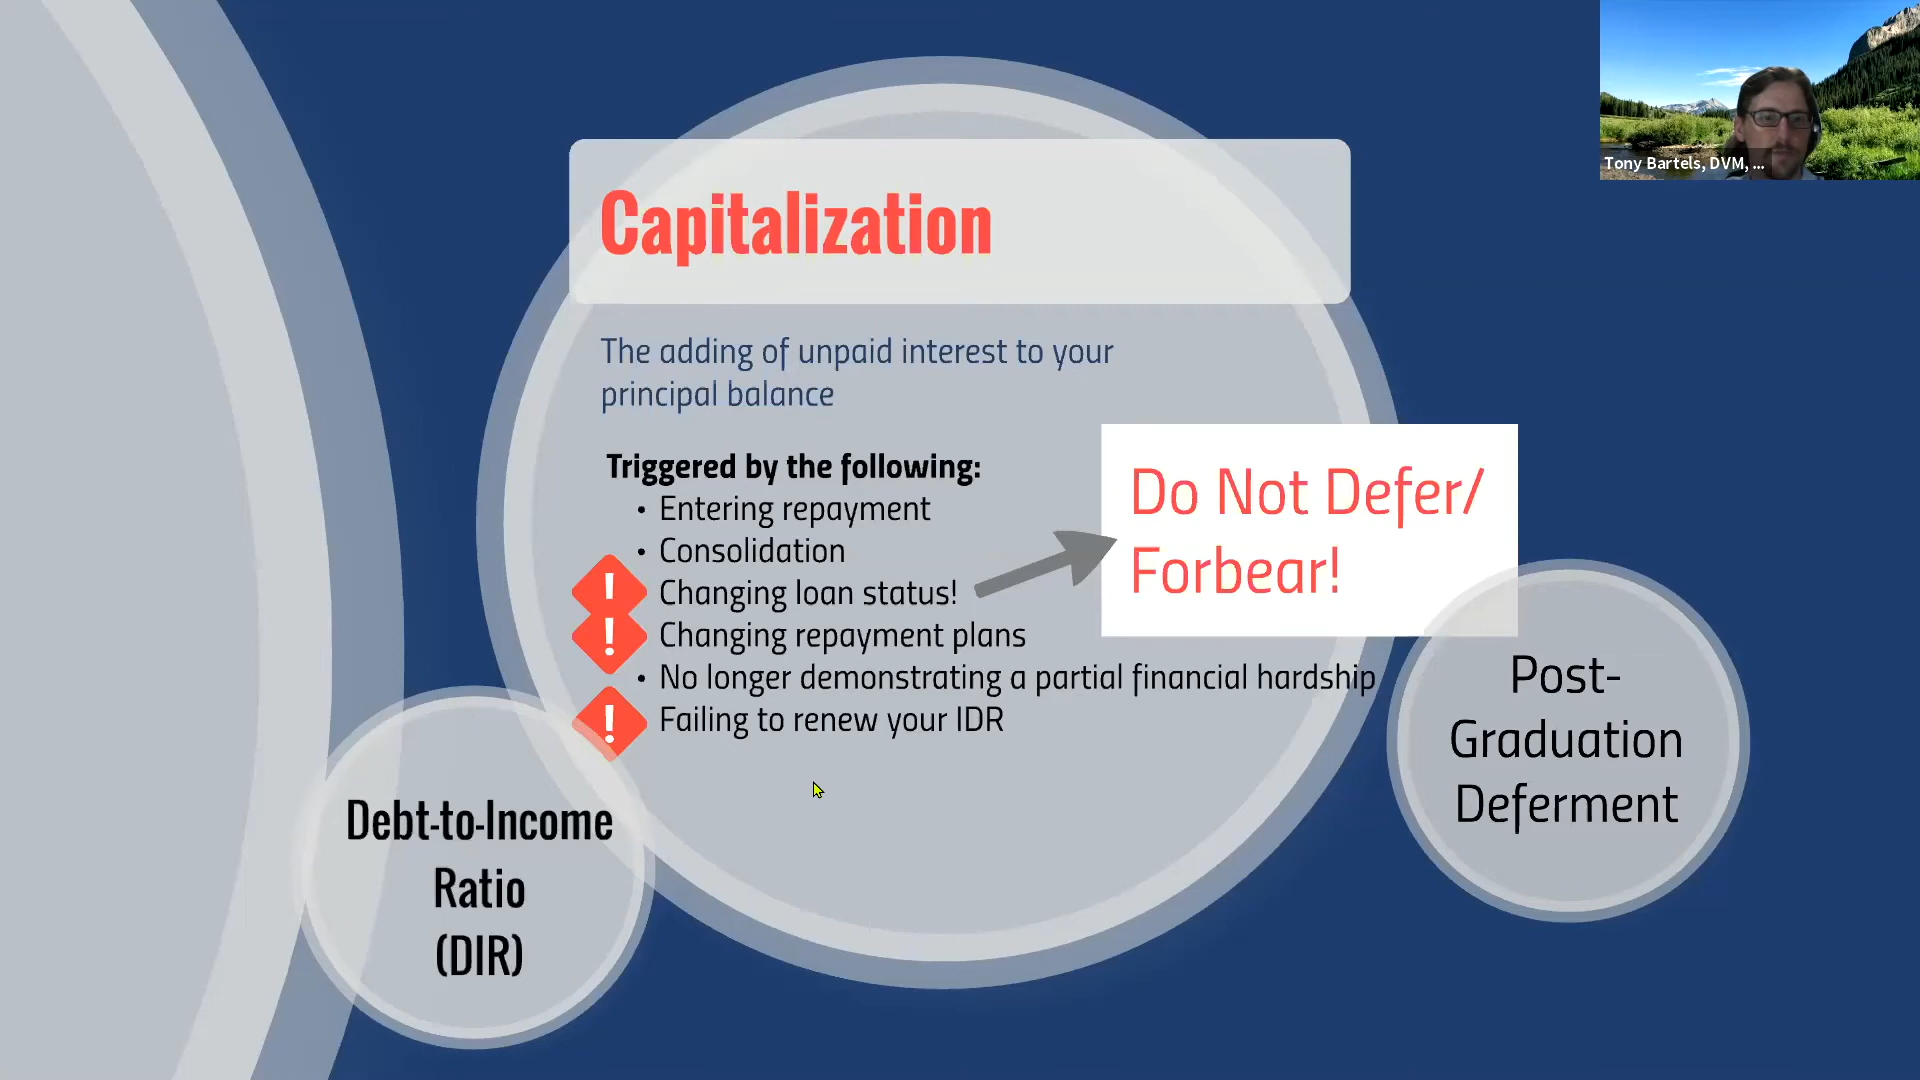 Tony Bartels, DVM, ...
Capitalization
The adding of unpaid interest to your
principal balance
Triggered by the following:
• Entering repayment
• Consolidation
! Changing loan status!
! Changing repayment plans
• No longer demonstrating a partial financial hardship
! Failing to renew your IDR
Do Not Defer/
Forbear!
Post-
Graduation
Deferment
Debt-to-Income
Ratio
(DIR)